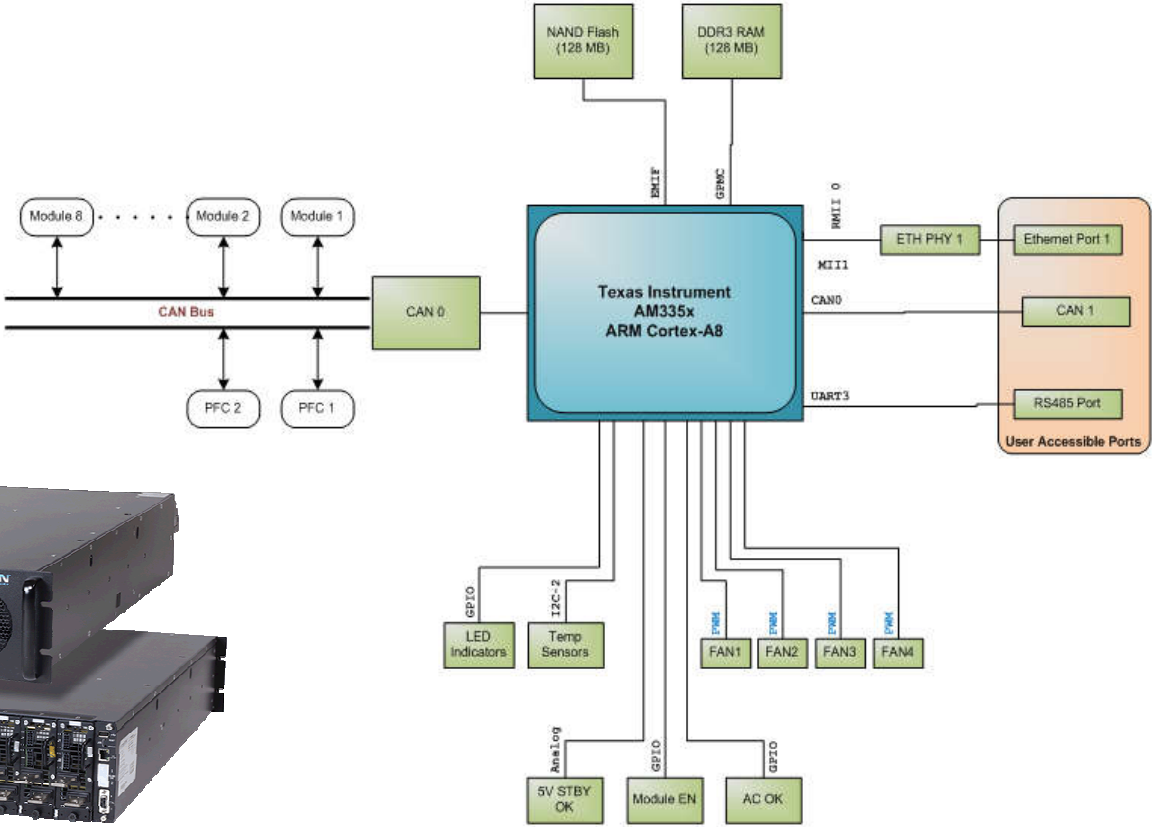 NAND Flash
(128 MB)
DDR3 RAM
(128 MB)
EMIF
GPMC
RMII 0
Module 8
Module 2
Module 1
ETH PHY 1
Ethernet Port 1
MII1
CAN Bus
CAN 0
Texas Instrument
AM335x
ARM Cortex-A8
CAN0
CAN 1
PFC 2
PFC 1
UART3
RS485 Port
User Accessible Ports
GPIO
I2C-2
PWM
PWM
PWM
PWM
LED
Indicators
Temp
Sensors
FAN1
FAN2
FAN3
FAN4
Analog
GPIO
GPIO
5V STBY
OK
Module EN
AC OK